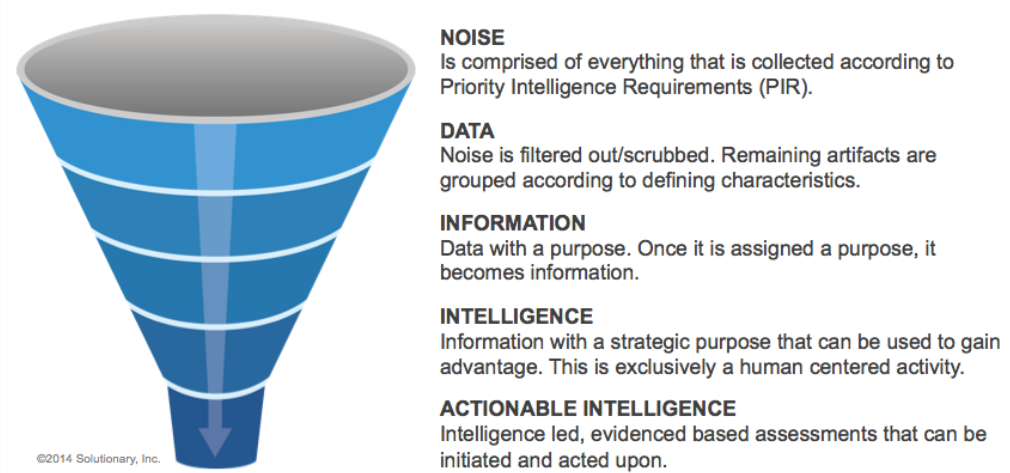 NOISE
Is comprised of everything that is collected according to
Priority Intelligence Requirements (PIR).
DATA
Noise is filtered out/scrubbed. Remaining artifacts are
grouped according to defining characteristics.
INFORMATION
Data with a purpose. Once it is assigned a purpose, it
becomes information.
INTELLIGENCE
Information with a strategic purpose that can be used to gain
advantage. This is exclusively a human centered activity.
ACTIONABLE INTELLIGENCE
Intelligence led, evidenced based assessments that can be
initiated and acted upon.
©2014 Solutionary, Inc.